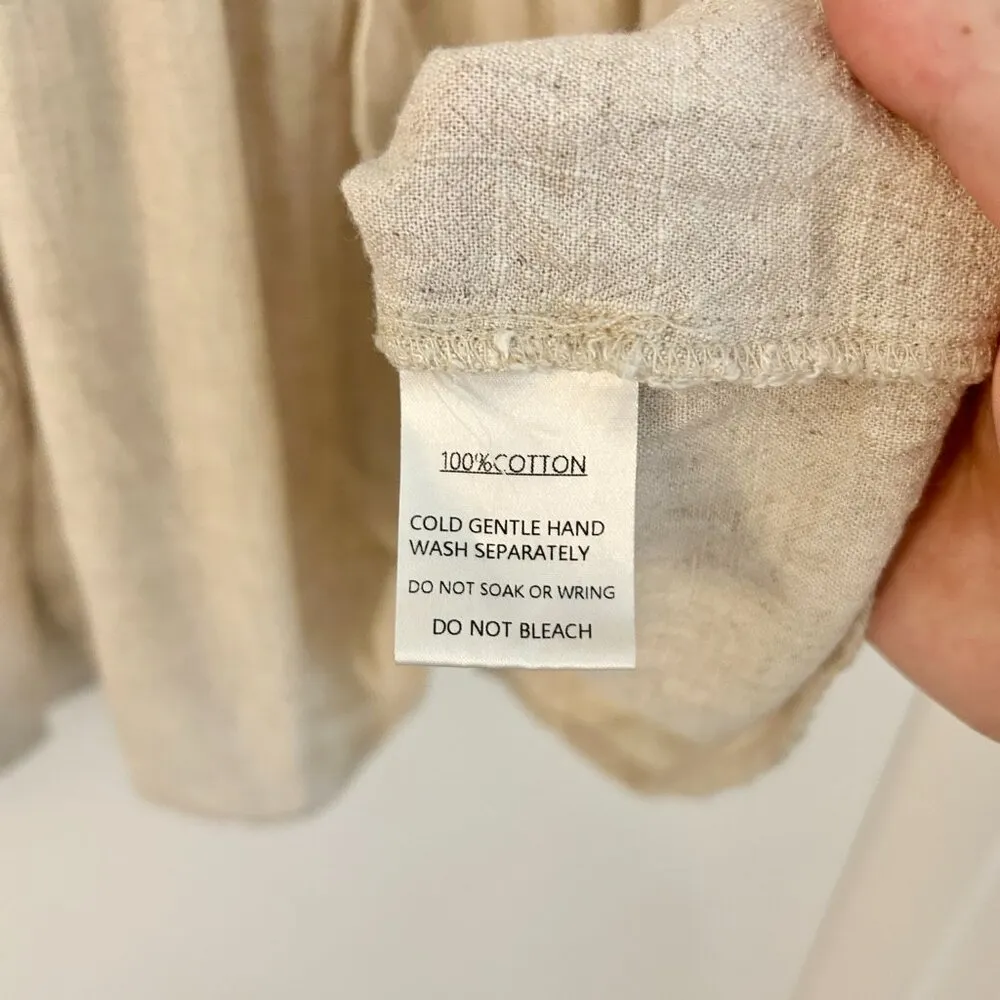 100%COTTON
COLD GENTLE HAND
WASH SEPARATELY
DO NOT SOAK OR WRING
DO NOT BLEACH